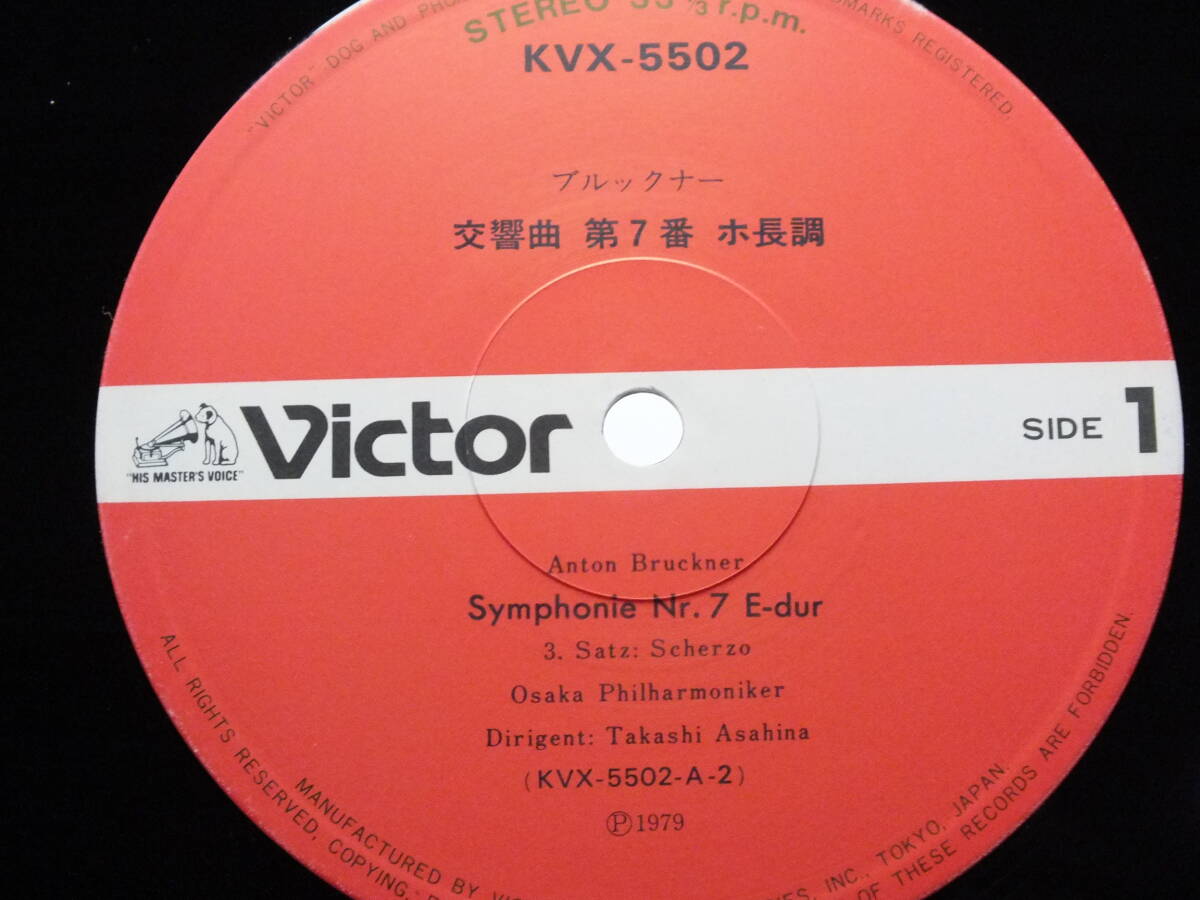 STEREO 33 1/3 r.p.m.
KVX-5502
"VICTOR" DOG AND
MARKS REGISTERED.
ブルックナー
交響曲 第7番 ホ長調
"HIS MASTER'S VOICE"
Victor
SIDE 1
Anton Bruckner
Symphonie Nr. 7 E-dur
3. Satz: Scherzo
Osaka Philharmoniker
Dirigent: Takashi Asahina
(KVX-5502-A-2)
Ⓟ1979
ALL RIGHTS RESERVED. COPYING,
OF THESE RECORDS ARE FORBIDDEN.
MANUFACTURED BY
INC., TOKYO, JAPAN.